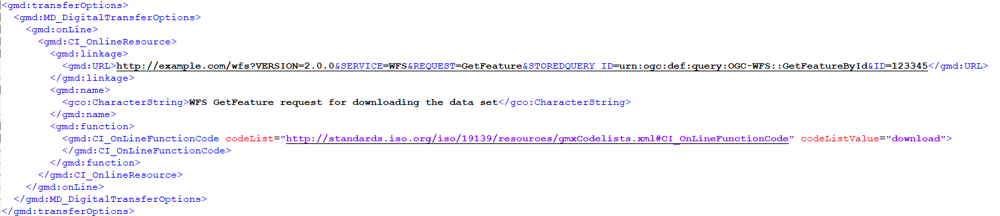 <gmd:transferOptions>
<gmd:MD_DigitalTransferOptions>
<gmd:onLine>
<gmd:CI_OnlineResource>
<gmd:linkage>
<gmd:URL>http://example.com/wfs?VERSION=2.0.0&SERVICE=WFS&REQUEST=GetFeature&STOREDQUERY_ID=urn:ogc:def:query:OGC-WFS::GetFeatureById&ID=123345</gmd:URL>
</gmd:linkage>
<gmd:name>
<gco:CharacterString>WFS GetFeature request for downloading the data set</gco:CharacterString>
</gmd:name>
<gmd:function>
<gmd:CI_OnLineFunctionCode codeList="http://standards.iso.org/iso/19139/resources/gmxCodelists.xml#CI_OnLineFunctionCode" codeListValue="download">
</gmd:CI_OnLineFunctionCode>
</gmd:function>
</gmd:CI_OnlineResource>
</gmd:onLine>
</gmd:MD_DigitalTransferOptions>
</gmd:transferOptions>